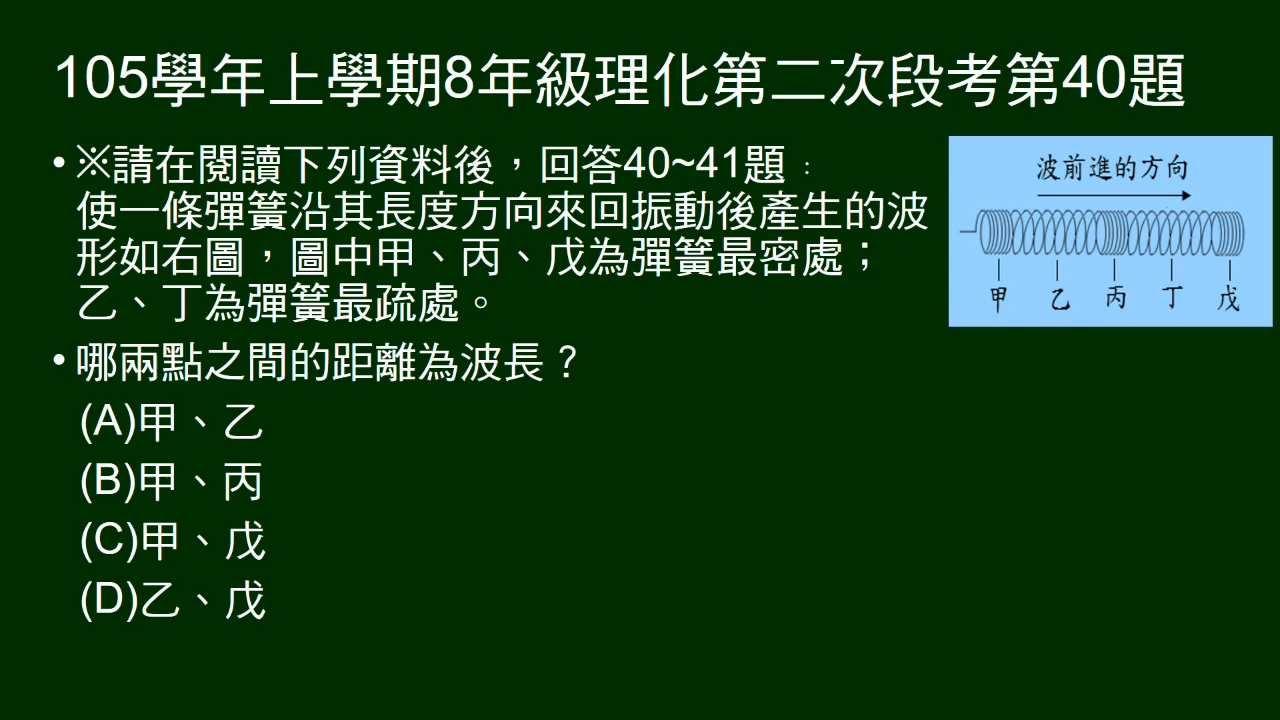 105學年上學期8年級理化第二次段考第40題
•※請在閱讀下列資料後，回答40~41題：
使一條彈簧沿其長度方向來回振動後產生的波
形如右圖，圖中甲、丙、戊為彈簧最密處；
乙、丁為彈簧最疏處。
•哪兩點之間的距離為波長？
(A)甲、乙
(B)甲、丙
(C)甲、戊
(D)乙、戊
波前進的方向
甲 乙 丙 丁 戊